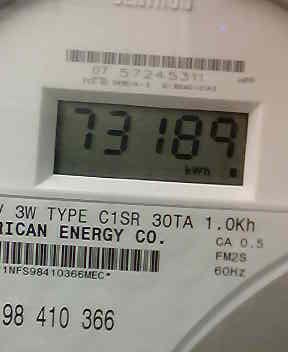 07 57245311
73189
kWh
V 3W TYPE C1SR 30TA 1.0Kh
RICAN ENERGY CO.
CA 0.5
FM2S
60Hz
1NFS98410366MEC*
98 410 366